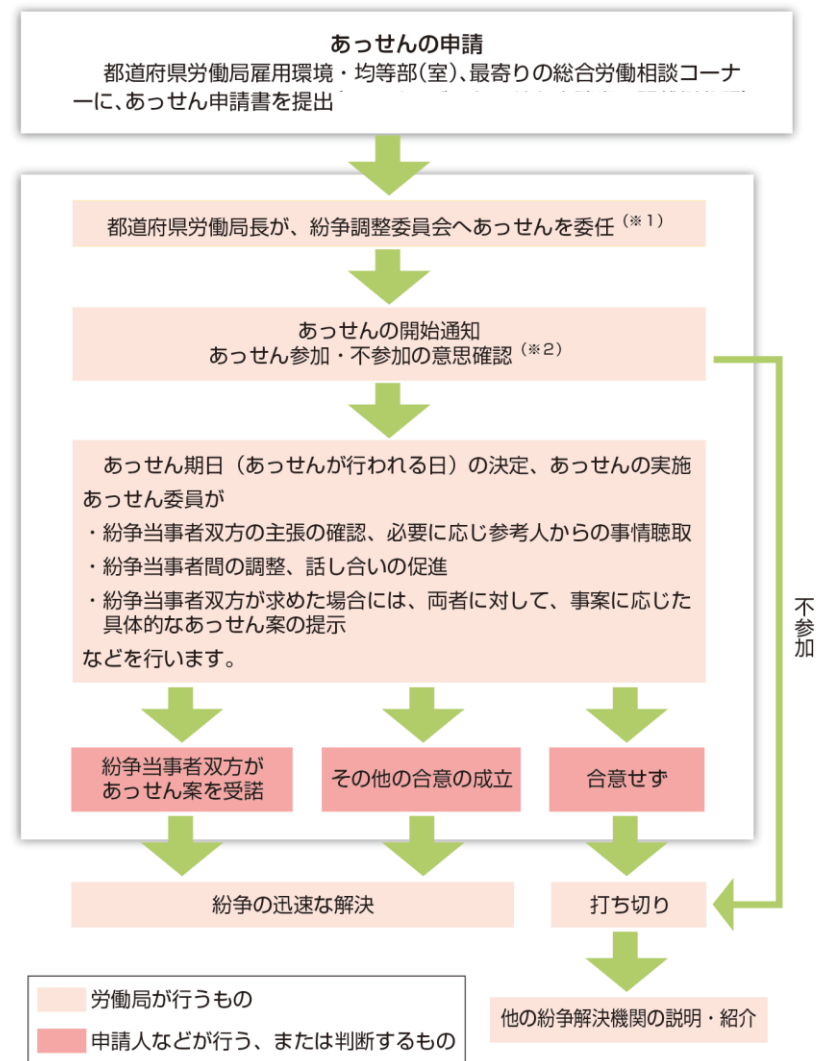 あっせんの申請
都道府県労働局雇用環境・均等部(室)、最寄りの総合労働相談コーナ
ーに、あっせん申請書を提出
都道府県労働局長が、紛争調整委員会へあっせんを委任(※1)
あっせんの開始通知
あっせん参加・不参加の意思確認(※2)
あっせん期日（あっせんが行われる日）の決定、あっせんの実施
あっせん委員が
・紛争当事者双方の主張の確認、必要に応じ参考人からの事情聴取
・紛争当事者間の調整、話し合いの促進
・紛争当事者双方が求めた場合には、両者に対して、事案に応じた
具体的なあっせん案の提示
などを行います。
不参加
紛争当事者双方が
あっせん案を受諾
その他の合意の成立
合意せず
紛争の迅速な解決
打ち切り
他の紛争解決機関の説明・紹介
労働局が行うもの
申請人などが行う、または判断するもの